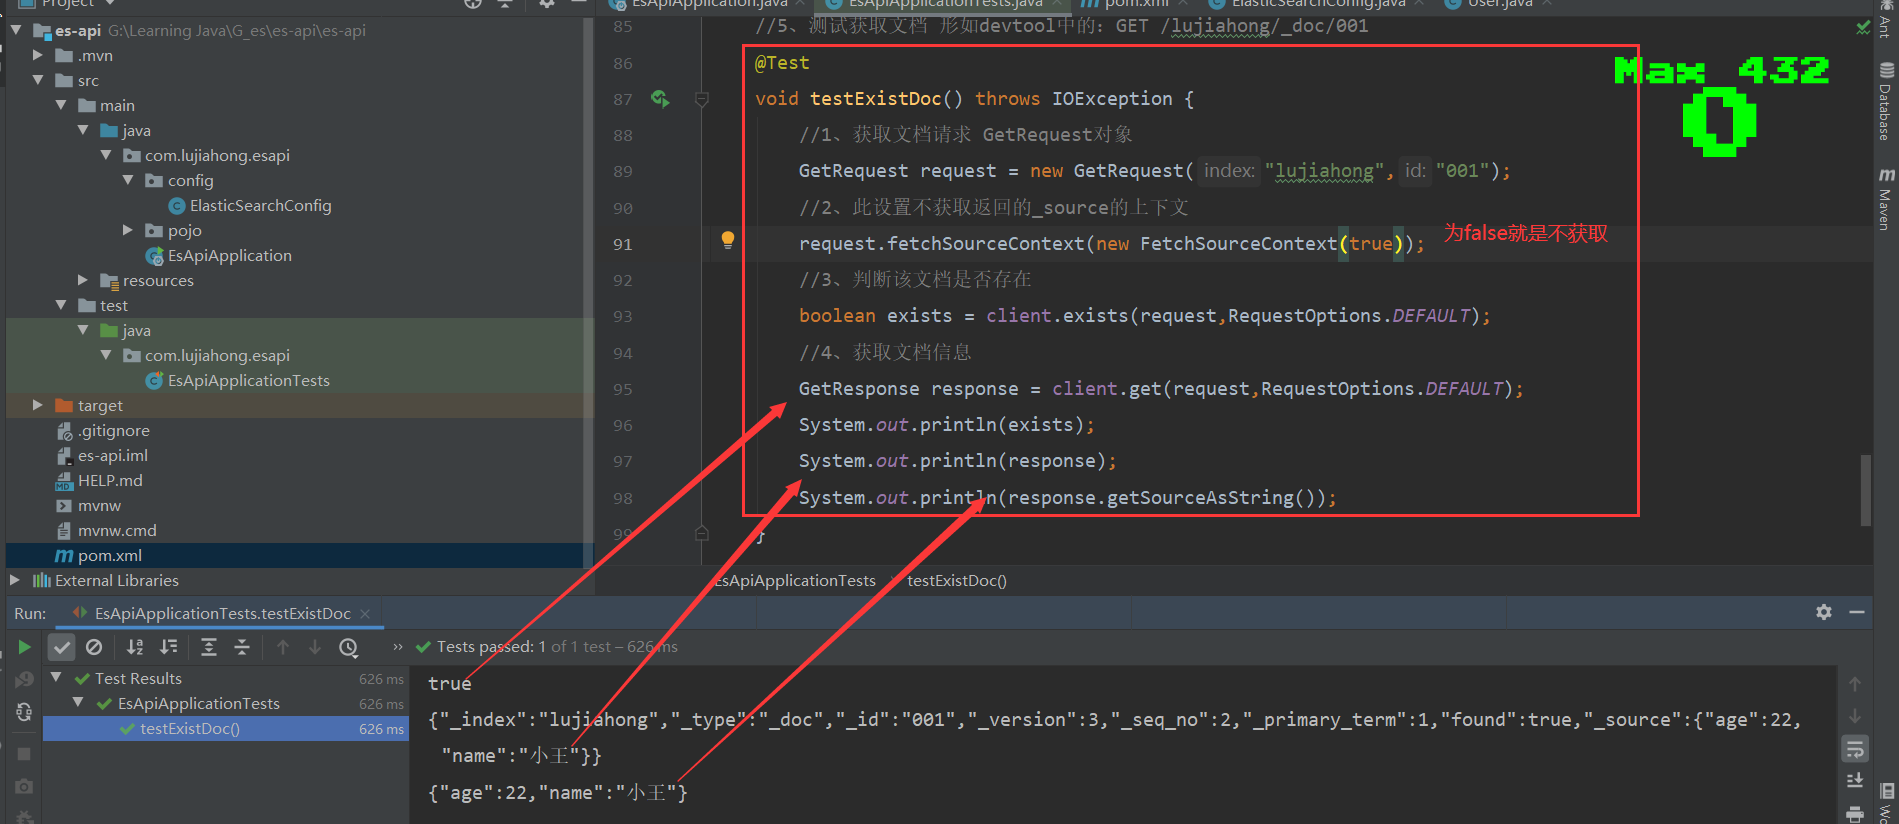 Project
EsApiApplication.java
EsApiApplicationTests.java
pom.xml
ElasticSearchConfig.java
User.java
es-api G:\Learning Java\G_es\es-api\es-api
.mvn
src
main
java
com.lujiahong.esapi
config
ElasticSearchConfig
pojo
EsApiApplication
resources
test
java
com.lujiahong.esapi
EsApiApplicationTests
target
.gitignore
es-api.iml
HELP.md
mvnw
mvnw.cmd
pom.xml
External Libraries
85 //5、测试获取文档 形如devtool中的：GET /lujiahong/_doc/001
86 @Test
87 void testExistDoc() throws IOException {
88 //1、获取文档请求 GetRequest对象
89 GetRequest request = new GetRequest( index: "lujiahong", id: "001");
90 //2、此设置不获取返回的_source的上下文
91 request.fetchSourceContext(new FetchSourceContext(true)); 为false就是不获取
92 //3、判断该文档是否存在
93 boolean exists = client.exists(request,RequestOptions.DEFAULT);
94 //4、获取文档信息
95 GetResponse response = client.get(request,RequestOptions.DEFAULT);
96 System.out.println(exists);
97 System.out.println(response);
98 System.out.println(response.getSourceAsString());
99 }
Max 432
0
Ant
Database
Maven
EsApiApplicationTests
testExistDoc()
Run: EsApiApplicationTests.testExistDoc
Tests passed: 1 of 1 test – 626 ms
Test Results 626 ms
EsApiApplicationTests 626 ms
testExistDoc() 626 ms
true
{"_index":"lujiahong","_type":"_doc","_id":"001","_version":3,"_seq_no":2,"_primary_term":1,"found":true,"_source":{"age":22,
"name":"小王"}}
{"age":22,"name":"小王"}